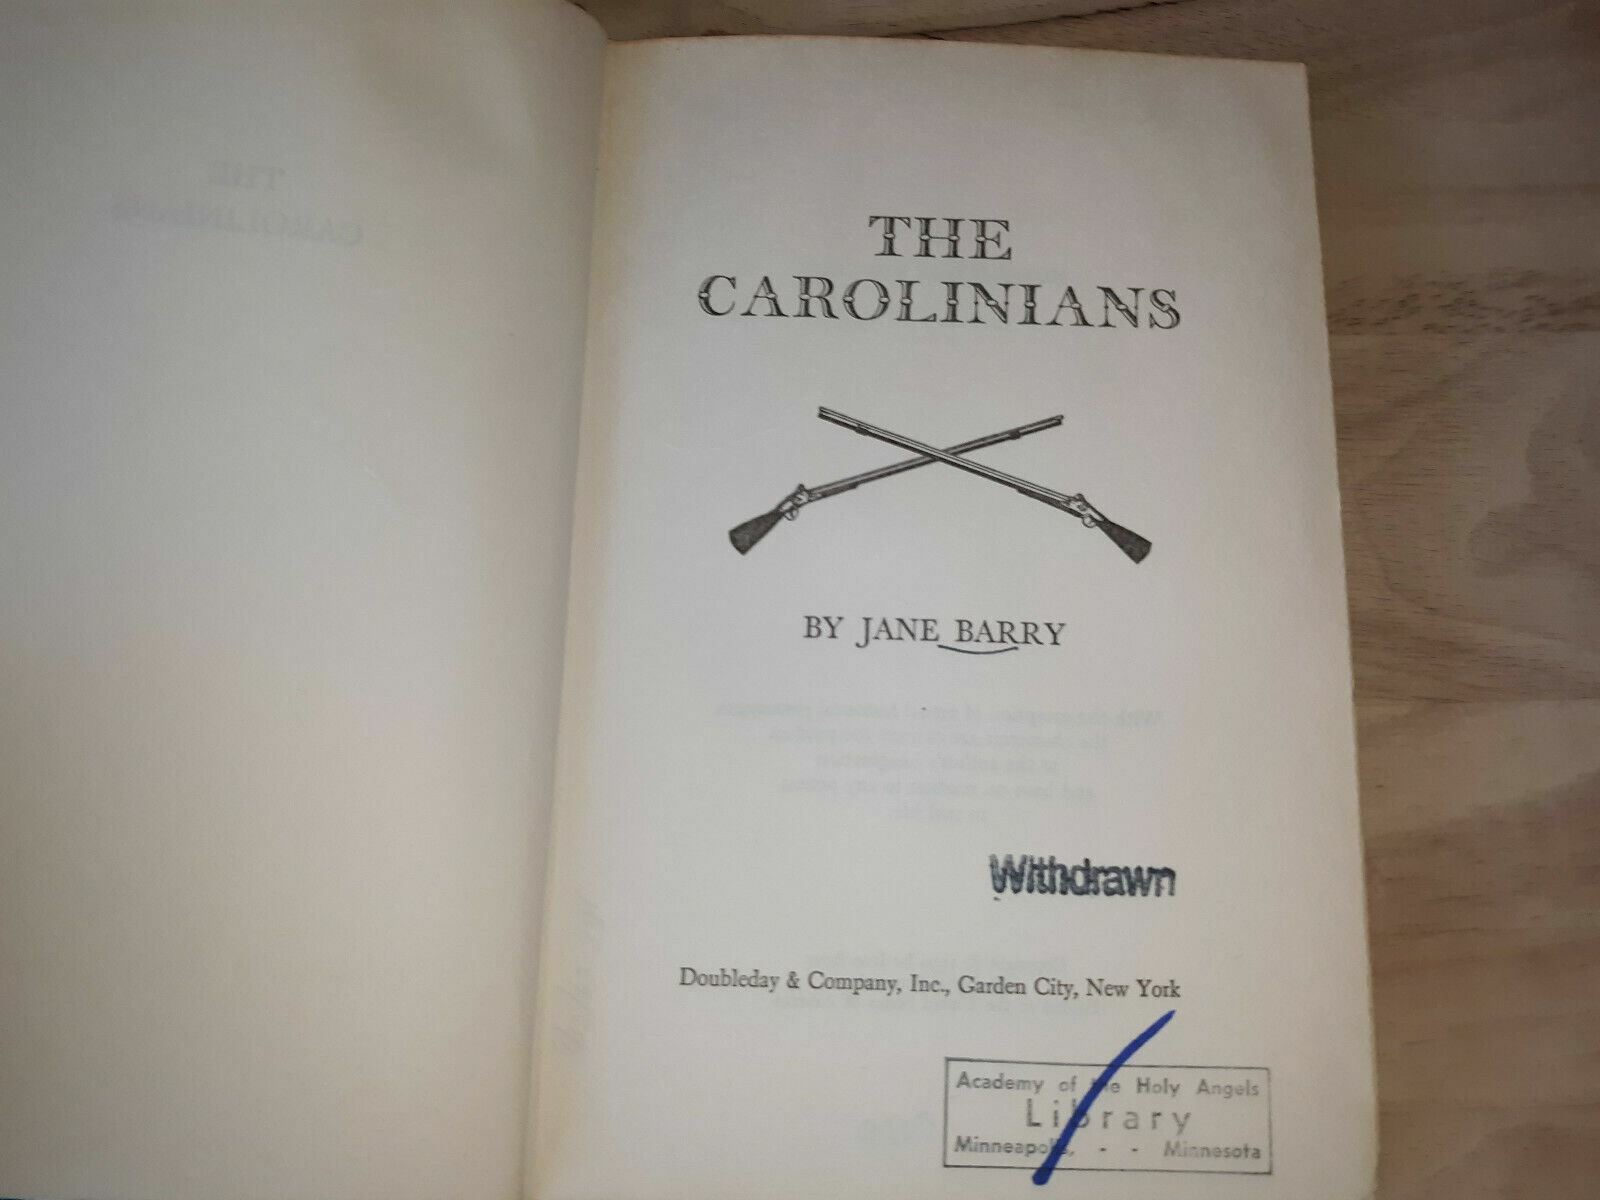 THE
CAROLINIANS
BY JANE BARRY
Withdrawn
Doubleday & Company, Inc., Garden City, New York
Academy of the Holy Angels
Library
Minneapolis, - - Minnesota